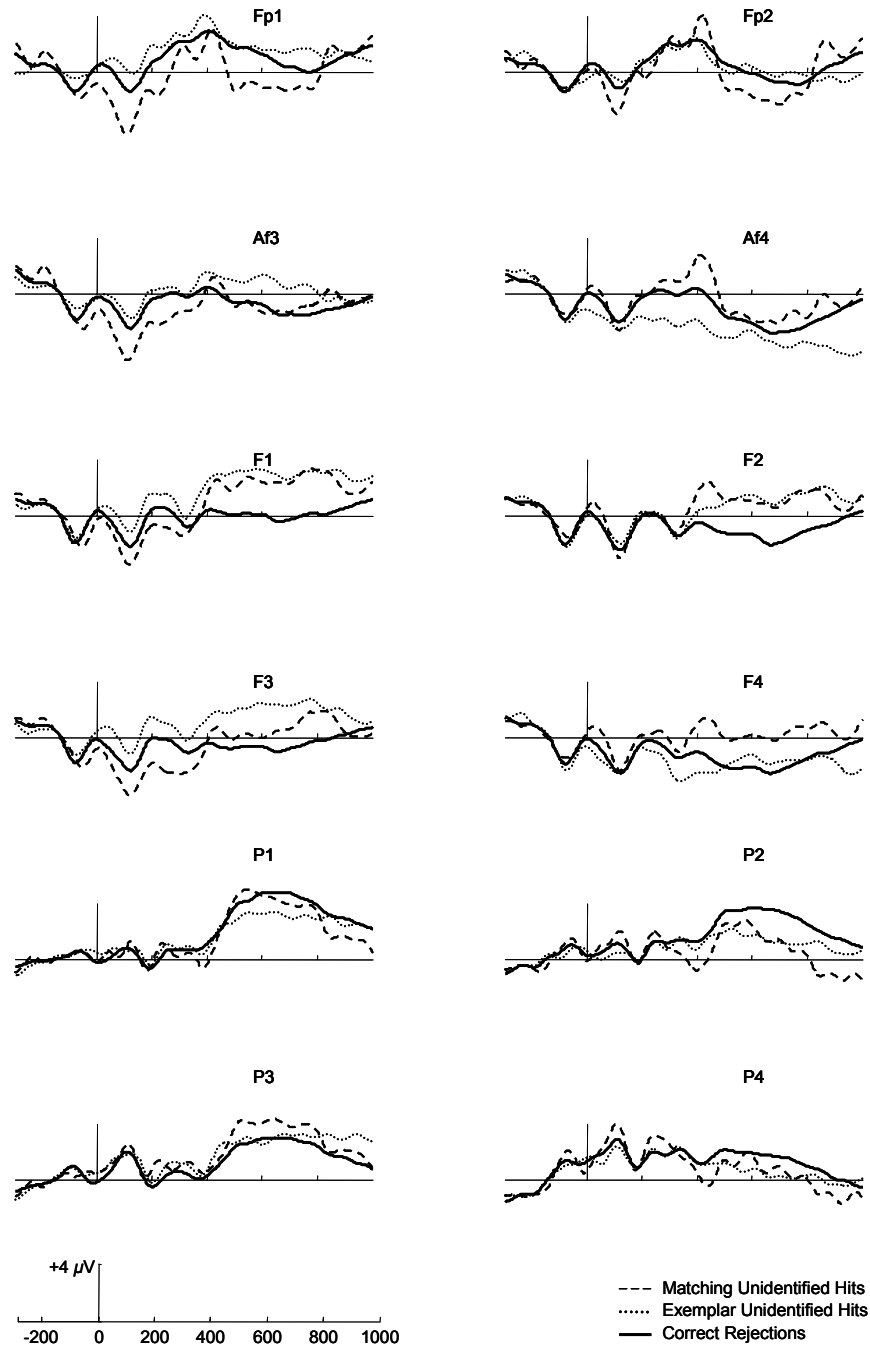 Fp1 Fp2
Af3 Af4
F1 F2
F3 F4
P1 P2
P3 P4
+4 µV
-200 0 200 400 600 800 1000
Matching Unidentified Hits
Exemplar Unidentified Hits
Correct Rejections